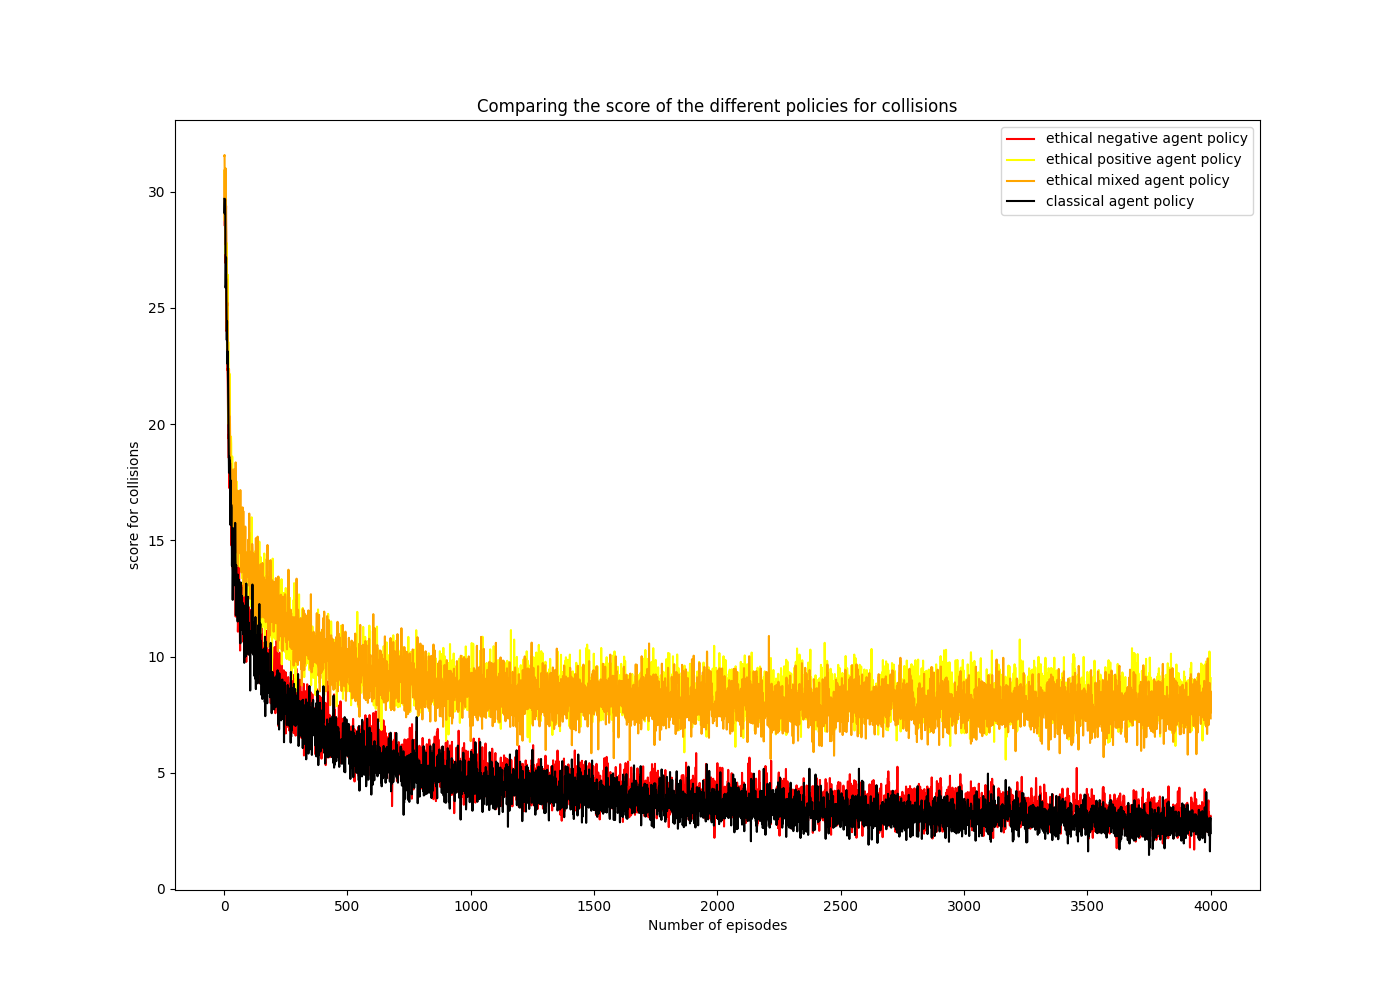 Comparing the score of the different policies for collisions
ethical negative agent policy
ethical positive agent policy
ethical mixed agent policy
classical agent policy
score for collisions
30
25
20
15
10
5
0
0 500 1000 1500 2000 2500 3000 3500 4000
Number of episodes